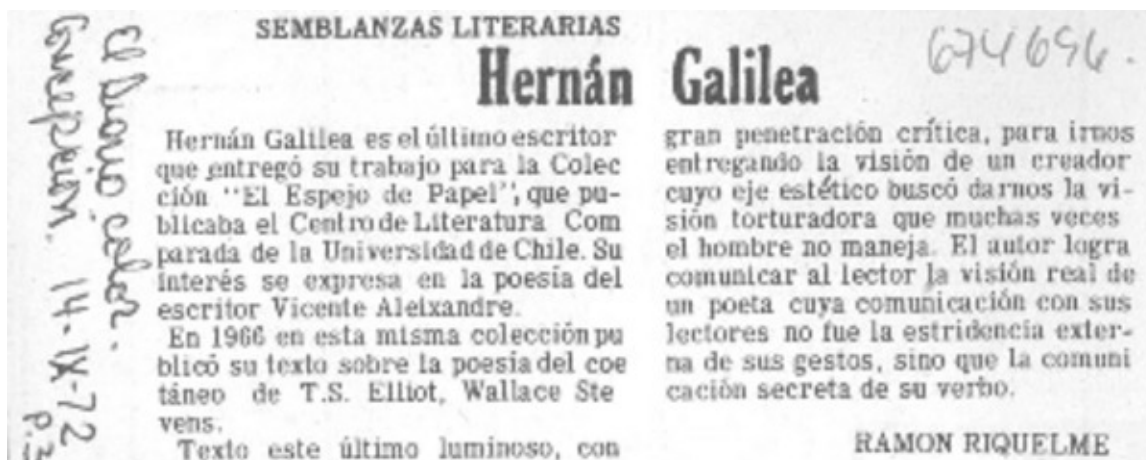 SEMBLANZAS LITERARIAS
Hernán Galilea
674696.
Hernán Galilea es el último escritor
que entregó su trabajo para la Colec
ción "El Espejo de Papel", que pu-
blicaba el Centro de Literatura Com
parada de la Universidad de Chile. Su
interés se expresa en la poesía del
escritor Vicente Aleixandre.
En 1966 en esta misma colección pu
blicó su texto sobre la poesía del coe
táneo de T.S. Elliot, Wallace Ste
vens.
Texto este último luminoso, con
gran penetración crítica, para irnos
entregando la visión de un creador
cuyo eje estético buscó darnos la vi-
sión torturadora que muchas veces
el hombre no maneja. El autor logra
comunicar al lector la visión real de
un poeta cuya comunicación con sus
lectores no fue la estridencia exter-
na de sus gestos, sino que la comuni
cación secreta de su verbo.
RAMON RIQUELME
El Diario Color.
Concepción. 14-IX-72
p.3